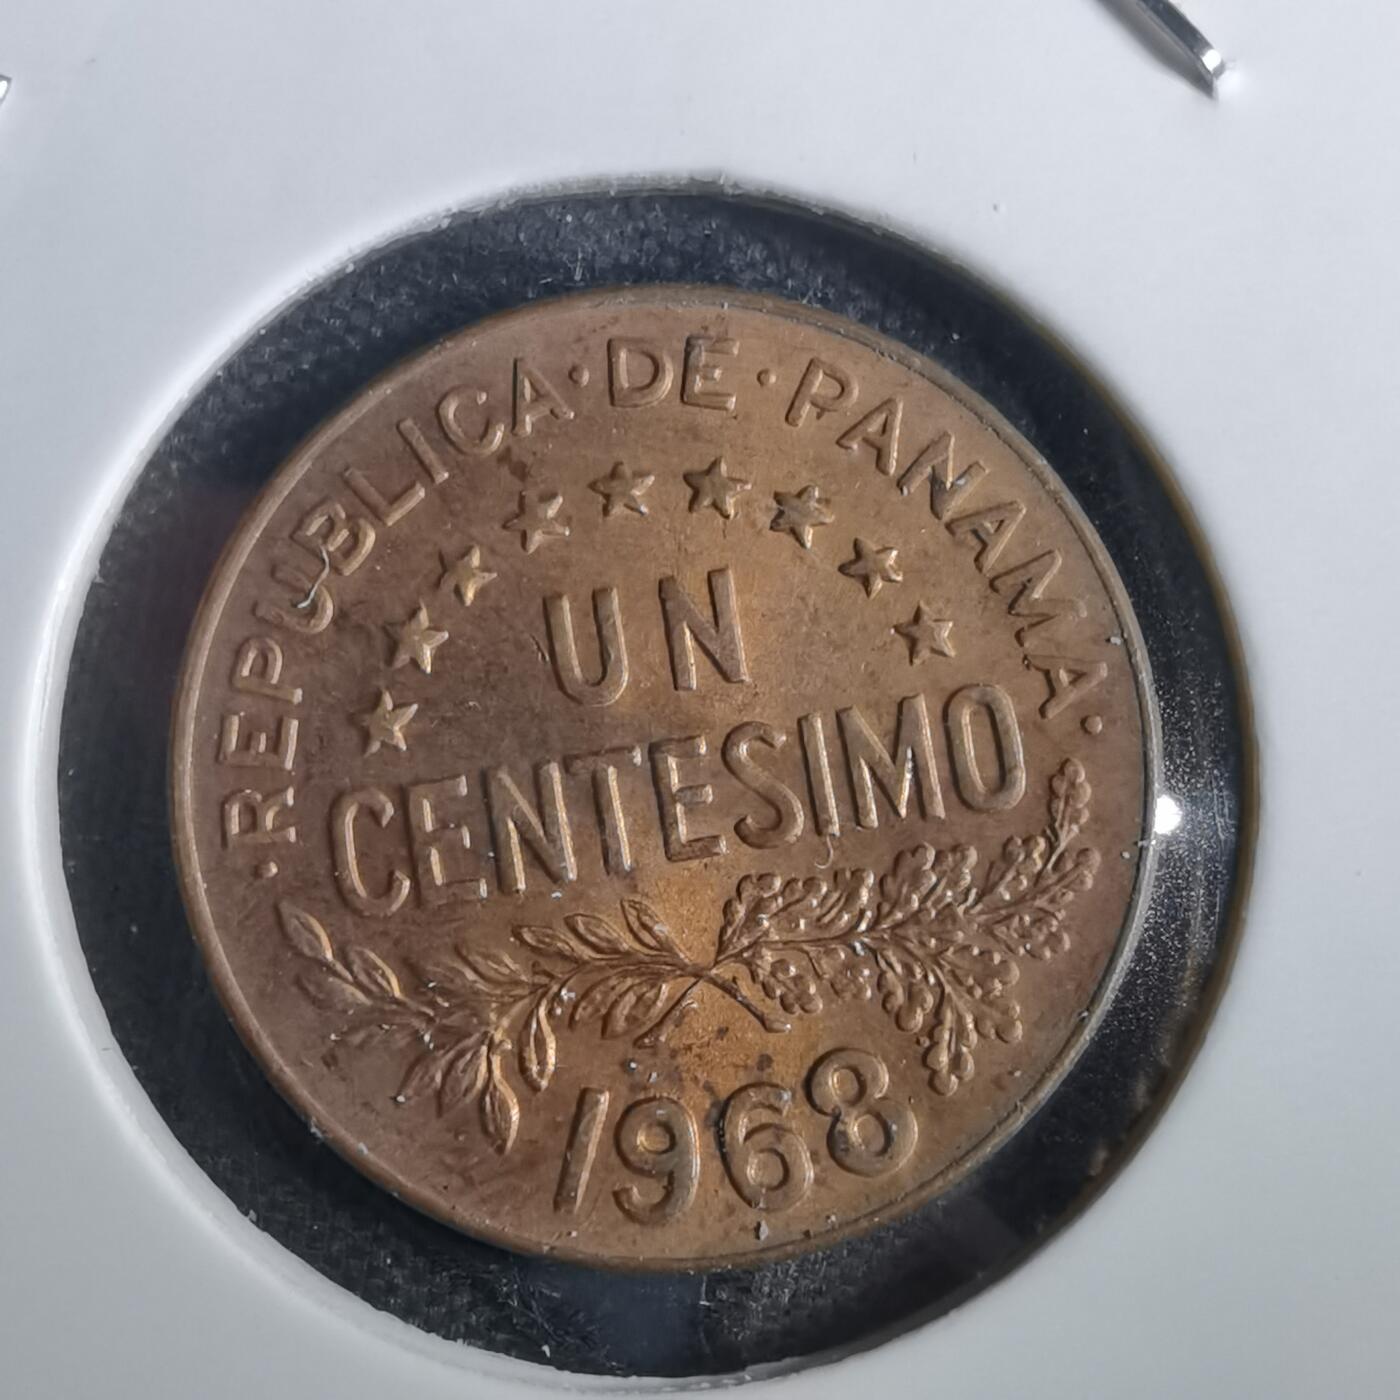 ·REPUBLICA·DE·PANAMA·
UN
CENTESIMO
1968